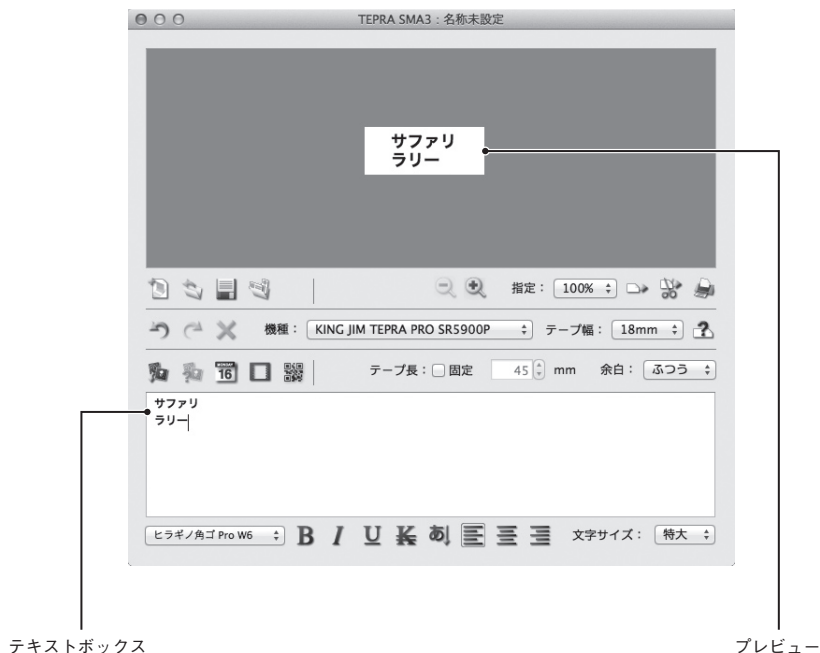 TEPRA SMA3：名称未設定
サファリ
ラリー
指定： 100%
機種： KING JIM TEPRA PRO SR5900P テープ幅： 18mm
16 テープ長： 固定 45 mm 余白： ふつう
サファリ
ラリー
ヒラギノ角ゴ Pro W6 B I U K あ 文字サイズ： 特大
テキストボックス プレビュー